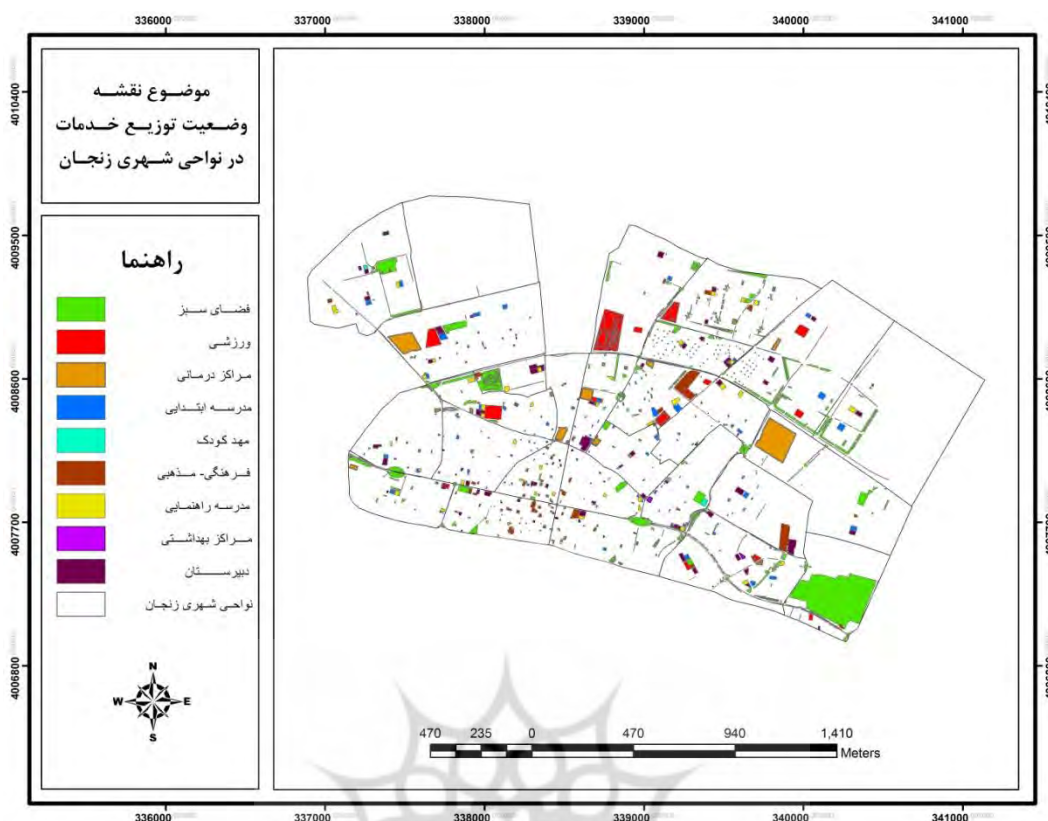 336000 337000 338000 339000 340000 341000
4010400
4009500
4008600
4007700
4006800
موضوع نقشه
وضعیت توزیع خدمات
در نواحی شهری زنجان
راهنما
فضای سبز
ورزشی
مراکز درمانی
مدرسه ابتدایی
مهد کودک
فرهنگی- مذهبی
مدرسه راهنمایی
مراکز بهداشتی
دبیرستان
نواحی شهری زنجان
N
W E
S
470 235 0 470 940 1,410
Meters
336000 337000 338000 339000 340000 341000